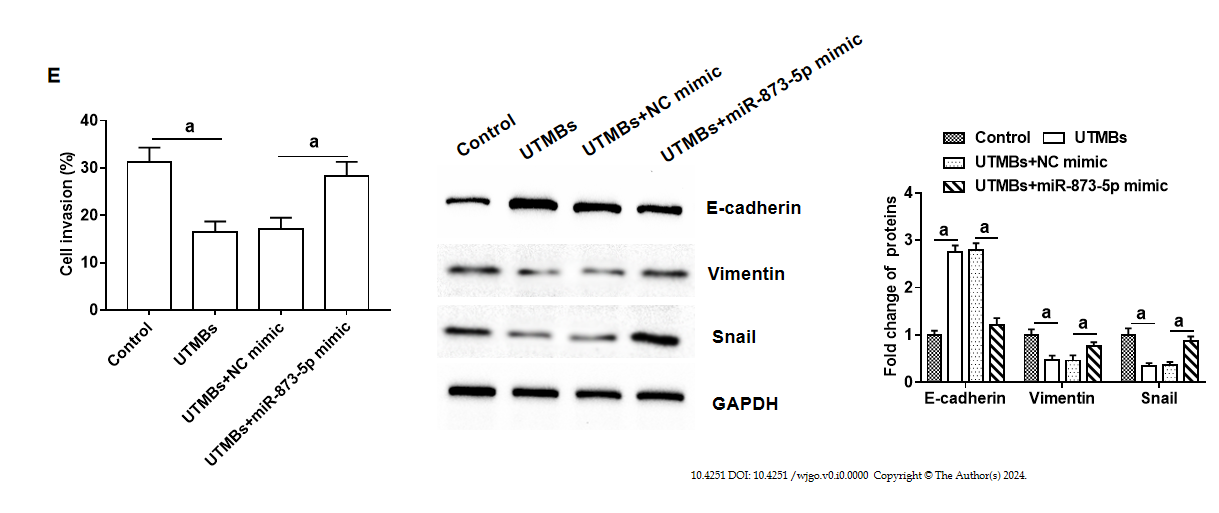 E
Cell invasion (%)
40
30
20
10
0
a
a
Control
UTMBs
UTMBs+NC mimic
UTMBs+miR-873-5p mimic
Control
UTMBs
UTMBs+NC mimic
UTMBs+miR-873-5p mimic
E-cadherin
Vimentin
Snail
GAPDH
Control
UTMBs
UTMBs+NC mimic
UTMBs+miR-873-5p mimic
Fold change of proteins
4
3
2
1
0
a
a
a
a
a
a
E-cadherin
Vimentin
Snail
10.4251 DOI: 10.4251 /wjgo.v0.i0.0000 Copyright © The Author(s) 2024.